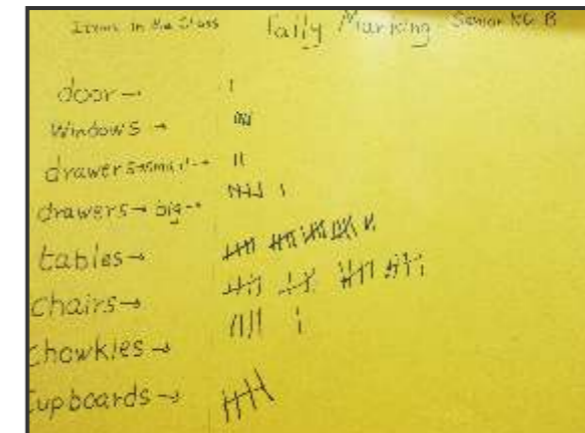 Items in the Class Tally Marking Senior KG B
door →
Windows →
drawers → small →
drawers → big →
tables →
Chairs →
Chowkies →
Cupboards →